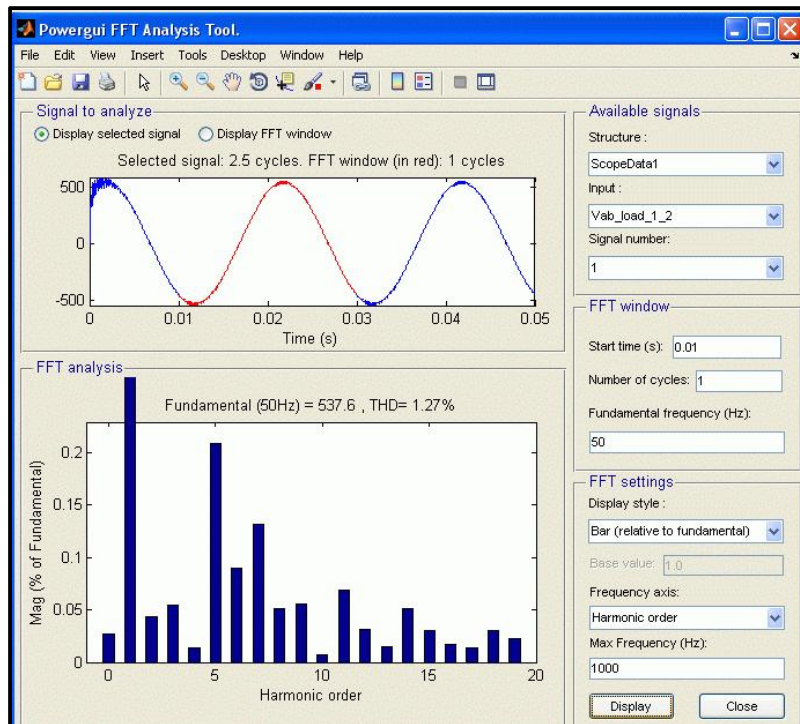 Powergui FFT Analysis Tool.
File Edit View Insert Tools Desktop Window Help
Signal to analyze
Display selected signal Display FFT window
Selected signal: 2.5 cycles. FFT window (in red): 1 cycles
500
0
-500
0 0.01 0.02 0.03 0.04 0.05
Time (s)
FFT analysis
Fundamental (50Hz) = 537.6 , THD= 1.27%
Mag (% of Fundamental)
0.2
0.15
0.1
0.05
0
0 5 10 15 20
Harmonic order
Available signals
Structure :
ScopeData1
Input :
Vab_load_1_2
Signal number:
1
FFT window
Start time (s): 0.01
Number of cycles: 1
Fundamental frequency (Hz):
50
FFT settings
Display style :
Bar (relative to fundamental)
Base value: 1.0
Frequency axis:
Harmonic order
Max Frequency (Hz):
1000
Display Close